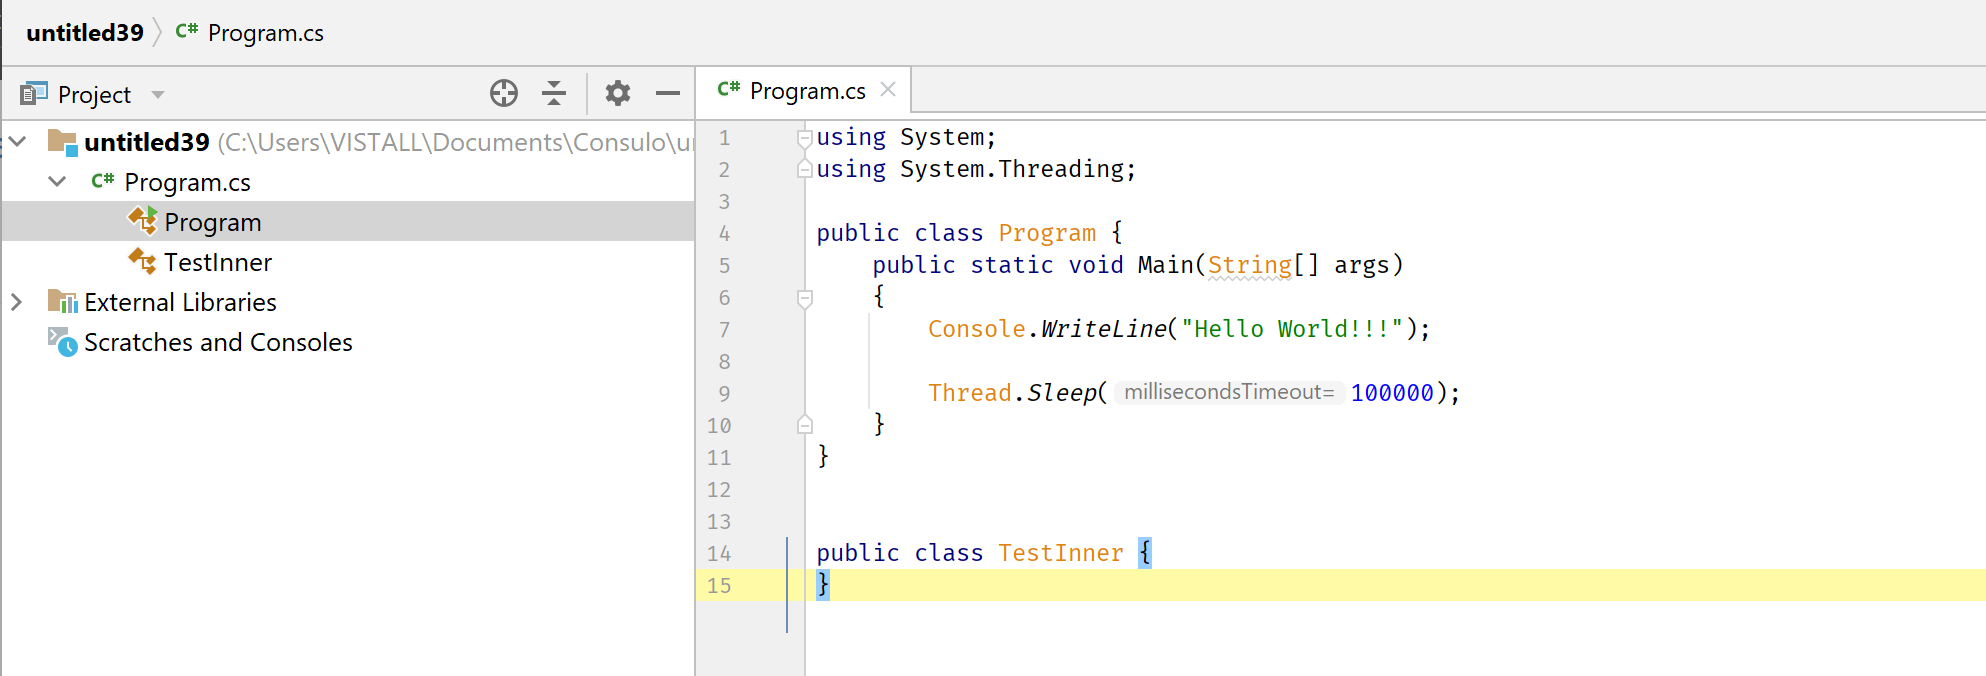 untitled39 C# Program.cs
Project
C# Program.cs
untitled39 (C:\Users\VISTALL\Documents\Consulo\u
C# Program.cs
Program
TestInner
External Libraries
Scratches and Consoles
1 using System;
2 using System.Threading;
3
4 public class Program {
5 public static void Main(String[] args)
6 {
7 Console.WriteLine("Hello World!!!");
8
9 Thread.Sleep( millisecondsTimeout= 100000);
10 }
11 }
12
13
14 public class TestInner {
15 }